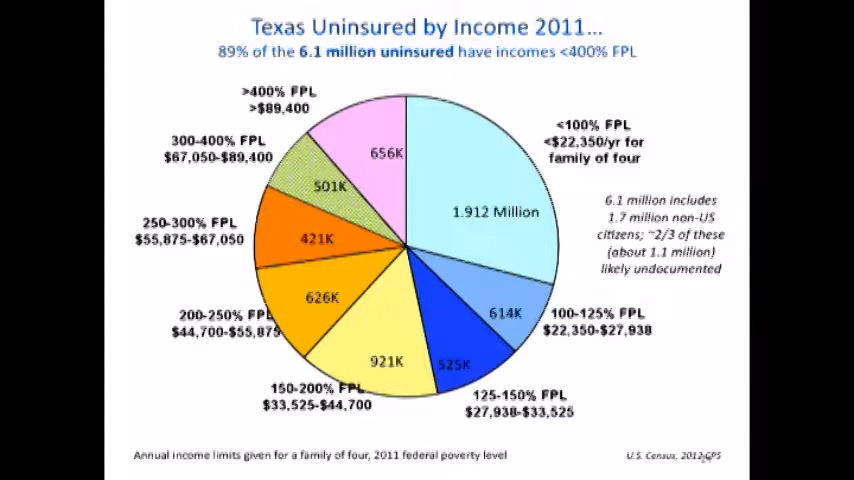 Texas Uninsured by Income 2011...
89% of the 6.1 million uninsured have incomes <400% FPL
>400% FPL
>$89,400
<100% FPL
<$22,350/yr for
family of four
300-400% FPL
$67,050-$89,400
656K
501K
1.912 Million
6.1 million includes
1.7 million non-US
citizens; ~2/3 of these
(about 1.1 million)
likely undocumented
250-300% FPL
$55,875-$67,050
421K
626K
200-250% FPL
$44,700-$55,875
614K
100-125% FPL
$22,350-$27,938
921K
525K
150-200% FPL
$33,525-$44,700
125-150% FPL
$27,938-$33,525
Annual income limits given for a family of four, 2011 federal poverty level
U.S. Census, 2012 CPS